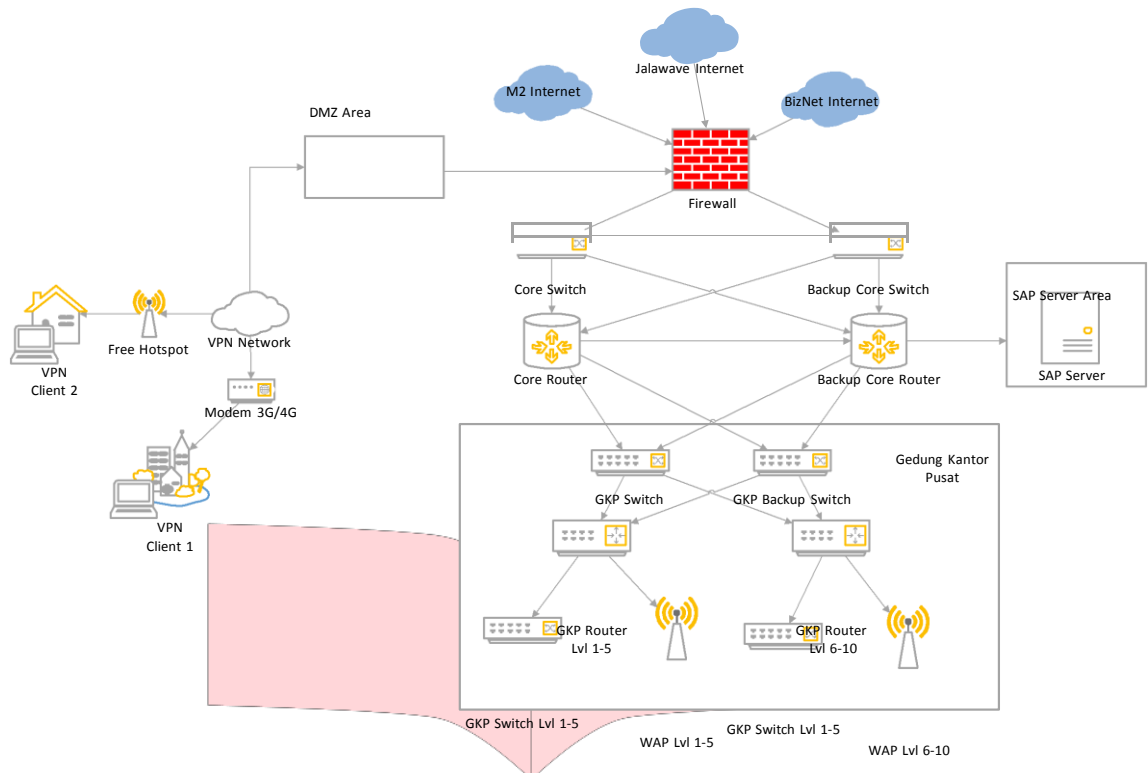 Jalawave Internet
M2 Internet
BizNet Internet
DMZ Area
Firewall
Core Switch
Backup Core Switch
SAP Server Area
VPN Network
Free Hotspot
VPN
Client 2
Core Router
Backup Core Router
SAP Server
Modem 3G/4G
Gedung Kantor
Pusat
GKP Switch
GKP Backup Switch
VPN
Client 1
GKP Router
Lvl 1-5
GKP Router
Lvl 6-10
GKP Switch Lvl 1-5
WAP Lvl 1-5
GKP Switch Lvl 1-5
WAP Lvl 6-10